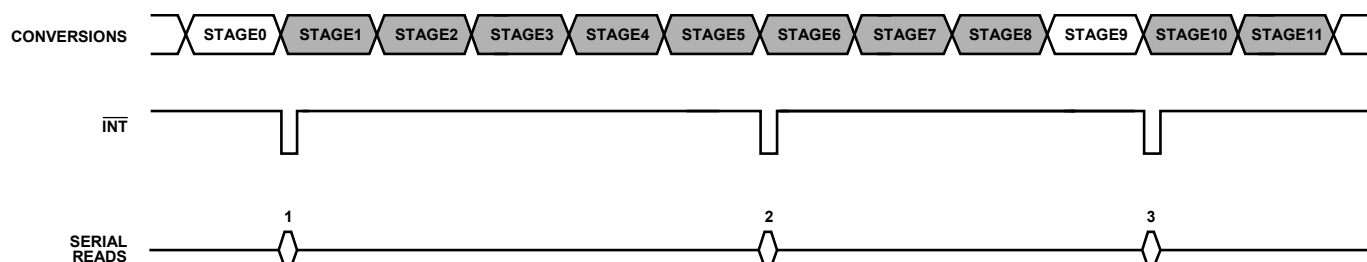 CONVERSIONS STAGE0 STAGE1 STAGE2 STAGE3 STAGE4 STAGE5 STAGE6 STAGE7 STAGE8 STAGE9 STAGE10 STAGE11
INT
1 2 3
SERIAL
READS